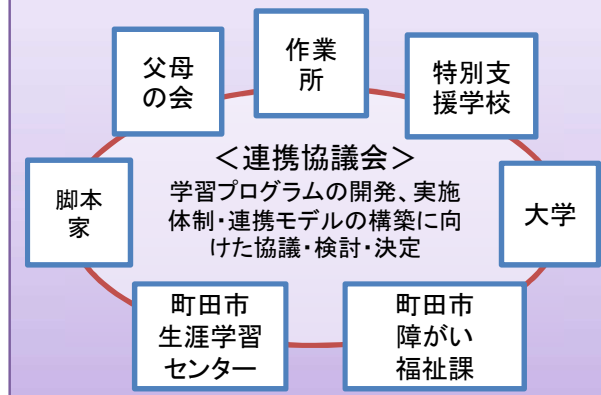 作業
所
父母
の会
特別支
援学校
<連携協議会>
学習プログラムの開発、実施
体制・連携モデルの構築に向
けた協議・検討・決定
脚本
家
大学
町田市
生涯学習
センター
町田市
障がい
福祉課